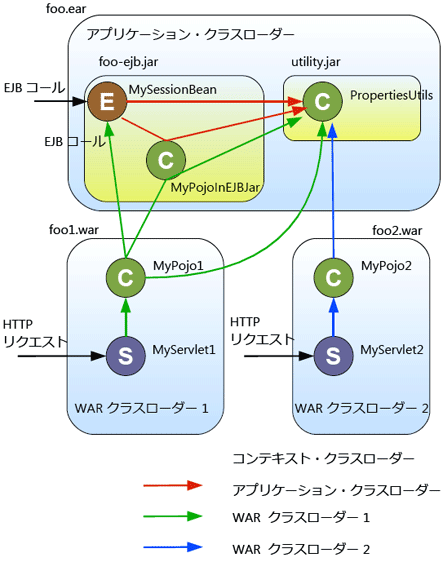 foo.ear
アプリケーション・クラスローダー
foo-ejb.jar
utility.jar
EJB コール
E
MySessionBean
C
PropertiesUtils
EJB コール
C
MyPojoInEJBJar
foo1.war
foo2.war
C
MyPojo1
C
MyPojo2
HTTP
リクエスト
S
MyServlet1
HTTP
リクエスト
S
MyServlet2
WAR クラスローダー 1
WAR クラスローダー 2
コンテキスト・クラスローダー
アプリケーション・クラスローダー
WAR クラスローダー 1
WAR クラスローダー 2